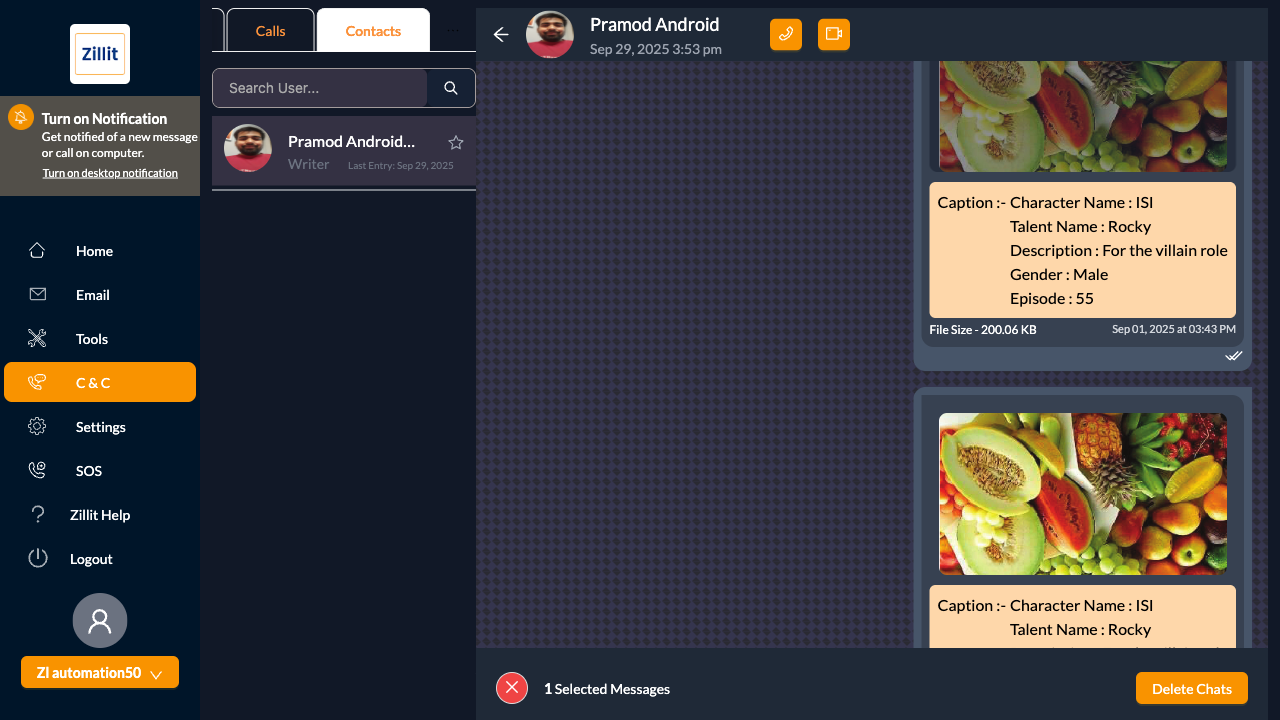 Zillit
Turn on Notification
Get notified of a new message
or call on computer.
Turn on desktop notification
Home
Email
Tools
C & C
Settings
SOS
Zillit Help
Logout
ZI automation50
Calls
Contacts
...
Search User...
Pramod Android...
Writer
Last Entry: Sep 29, 2025
Pramod Android
Sep 29, 2025 3:53 pm
Caption :- Character Name : ISI
Talent Name : Rocky
Description : For the villain role
Gender : Male
Episode : 55
File Size - 200.06 KB
Sep 01, 2025 at 03:43 PM
Caption :- Character Name : ISI
Talent Name : Rocky
1 Selected Messages
Delete Chats